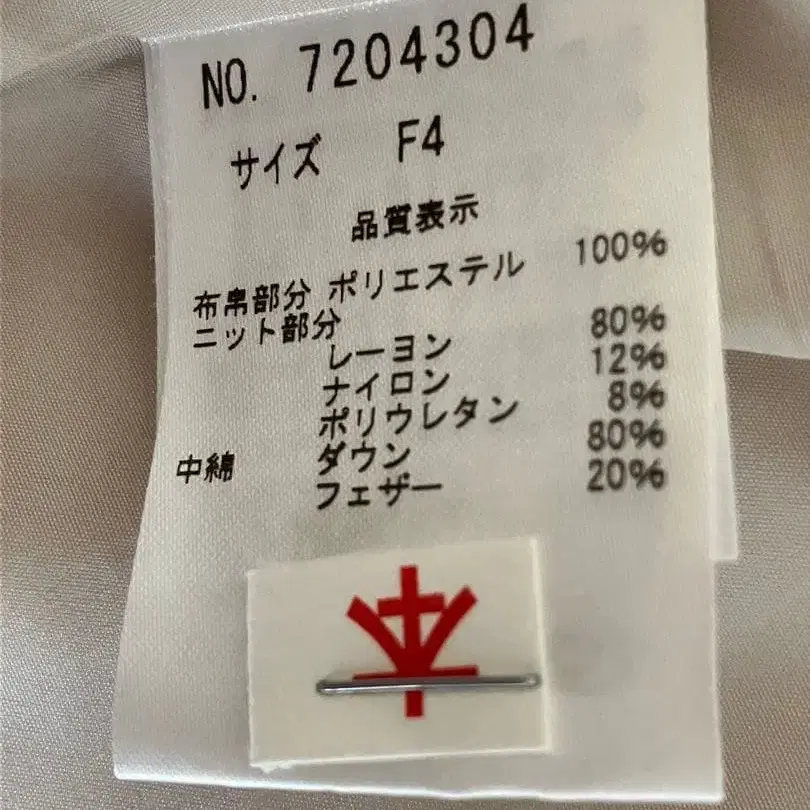 NO. 7204304
サイズ F4
品質表示
布帛部分 ポリエステル 100%
ニット部分
レーヨン 80%
ナイロン 12%
ポリウレタン 8%
中綿 ダウン 80%
フェザー 20%